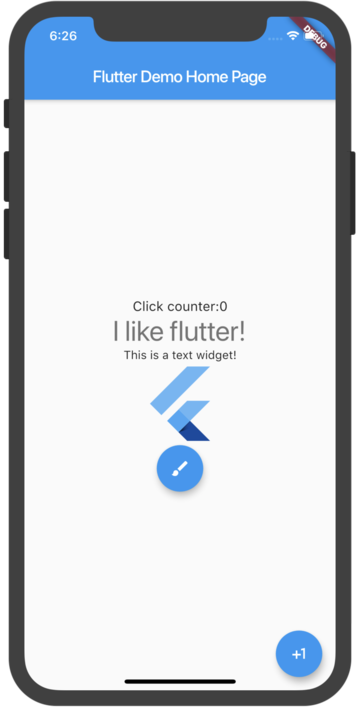 6:26
DEBUG
Flutter Demo Home Page
Click counter:0
I like flutter!
This is a text widget!
+1